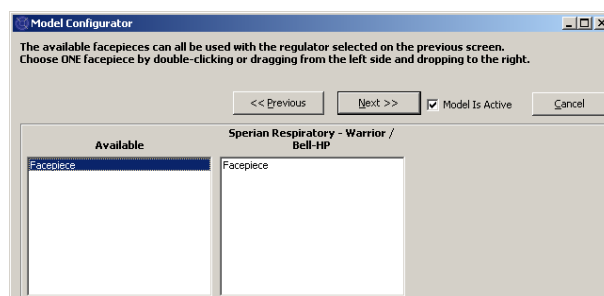 Model Configurator
The available facepieces can all be used with the regulator selected on the previous screen.
Choose ONE facepiece by double-clicking or dragging from the left side and dropping to the right.
<< Previous
Next >>
Model Is Active
Cancel
Available
Sperian Respiratory - Warrior /
Bell-HP
Facepiece
Facepiece